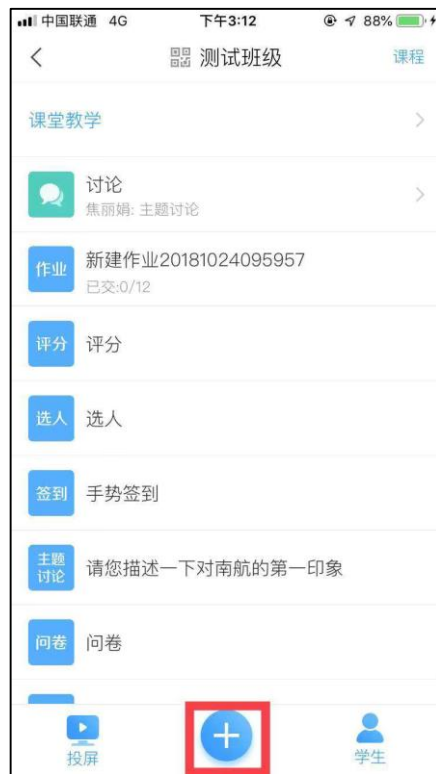 中国联通 4G 下午3:12 88%
测试班级 课程
课堂教学
讨论
焦丽娟: 主题讨论
作业 新建作业20181024095957
已交:0/12
评分 评分
选人 选人
签到 手势签到
主题
讨论 请您描述一下对南航的第一印象
问卷 问卷
投屏 学生